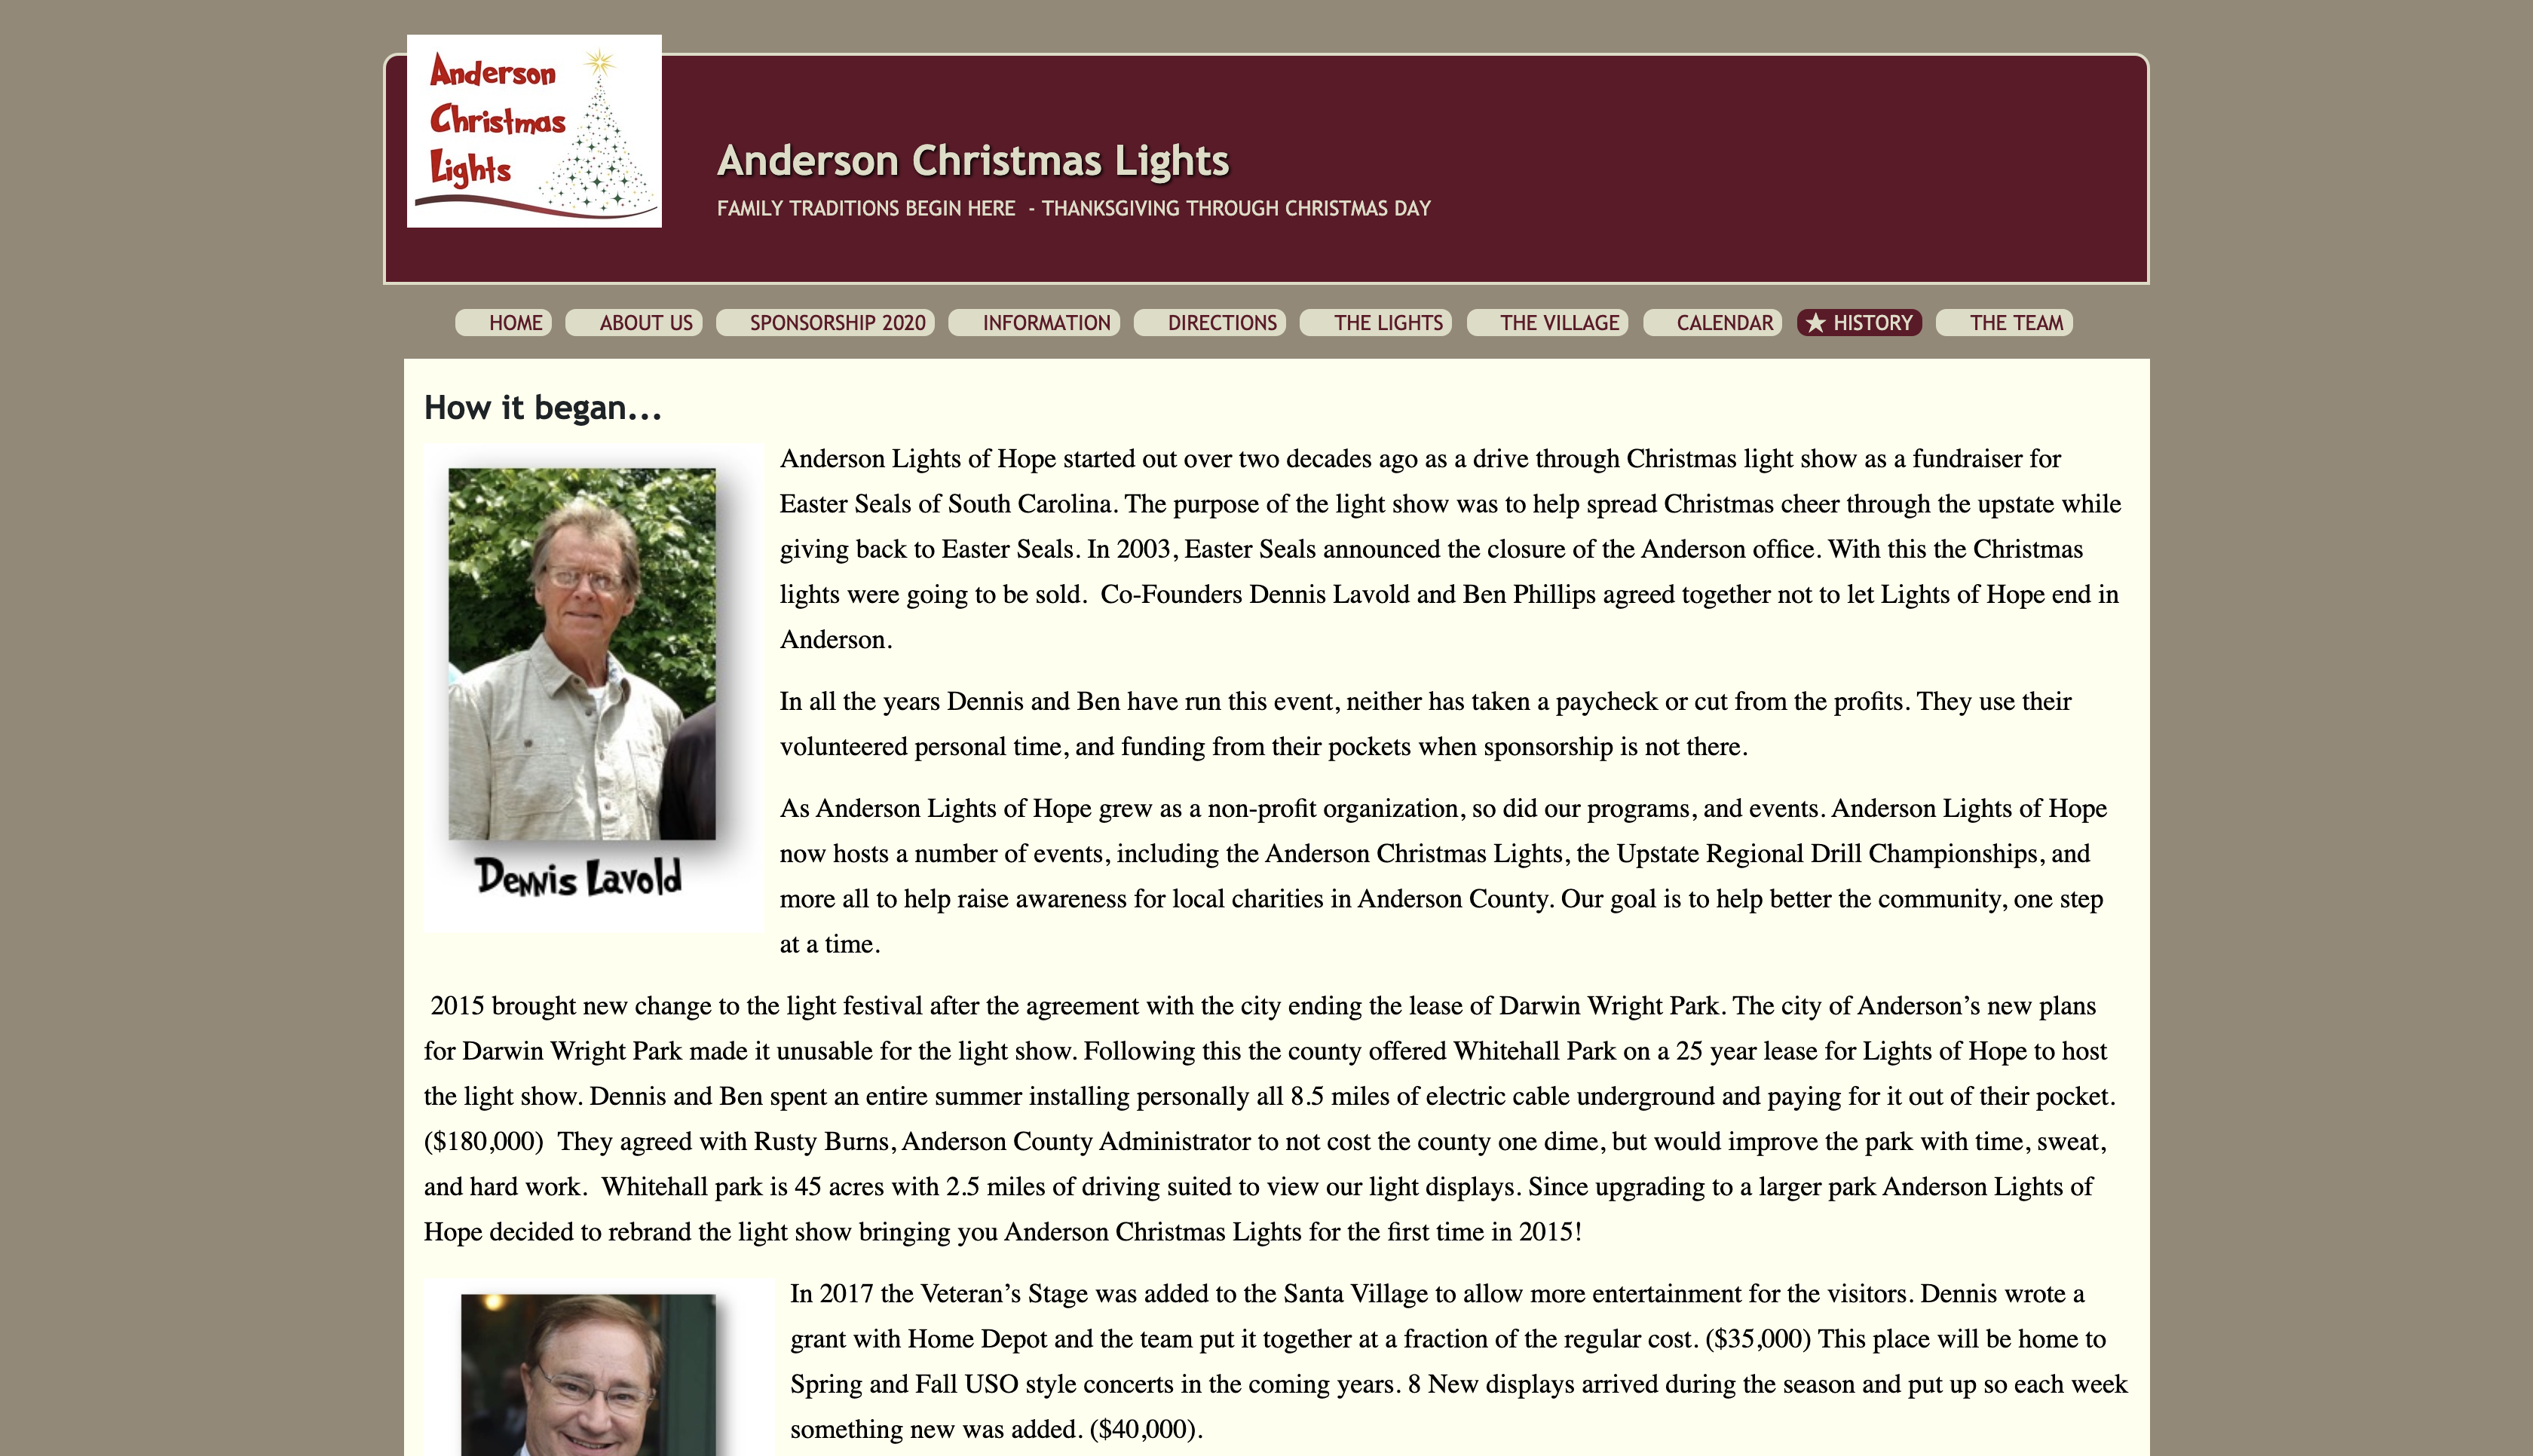 Anderson
Christmas
Lights
Anderson Christmas Lights
FAMILY TRADITIONS BEGIN HERE  - THANKSGIVING THROUGH CHRISTMAS DAY
HOME ABOUT US SPONSORSHIP 2020 INFORMATION DIRECTIONS THE LIGHTS THE VILLAGE CALENDAR ★ HISTORY THE TEAM
How it began...
Anderson Lights of Hope started out over two decades ago as a drive through Christmas light show as a fundraiser for
Easter Seals of South Carolina. The purpose of the light show was to help spread Christmas cheer through the upstate while
giving back to Easter Seals. In 2003, Easter Seals announced the closure of the Anderson office. With this the Christmas
lights were going to be sold.  Co-Founders Dennis Lavold and Ben Phillips agreed together not to let Lights of Hope end in
Anderson.
In all the years Dennis and Ben have run this event, neither has taken a paycheck or cut from the profits. They use their
volunteered personal time, and funding from their pockets when sponsorship is not there.
As Anderson Lights of Hope grew as a non-profit organization, so did our programs, and events. Anderson Lights of Hope
now hosts a number of events, including the Anderson Christmas Lights, the Upstate Regional Drill Championships, and
more all to help raise awareness for local charities in Anderson County. Our goal is to help better the community, one step
at a time.
Dennis Lavold
2015 brought new change to the light festival after the agreement with the city ending the lease of Darwin Wright Park. The city of Anderson’s new plans
for Darwin Wright Park made it unusable for the light show. Following this the county offered Whitehall Park on a 25 year lease for Lights of Hope to host
the light show. Dennis and Ben spent an entire summer installing personally all 8.5 miles of electric cable underground and paying for it out of their pocket.
($180,000)  They agreed with Rusty Burns, Anderson County Administrator to not cost the county one dime, but would improve the park with time, sweat,
and hard work.  Whitehall park is 45 acres with 2.5 miles of driving suited to view our light displays. Since upgrading to a larger park Anderson Lights of
Hope decided to rebrand the light show bringing you Anderson Christmas Lights for the first time in 2015!
In 2017 the Veteran’s Stage was added to the Santa Village to allow more entertainment for the visitors. Dennis wrote a
grant with Home Depot and the team put it together at a fraction of the regular cost. ($35,000) This place will be home to
Spring and Fall USO style concerts in the coming years. 8 New displays arrived during the season and put up so each week
something new was added. ($40,000).